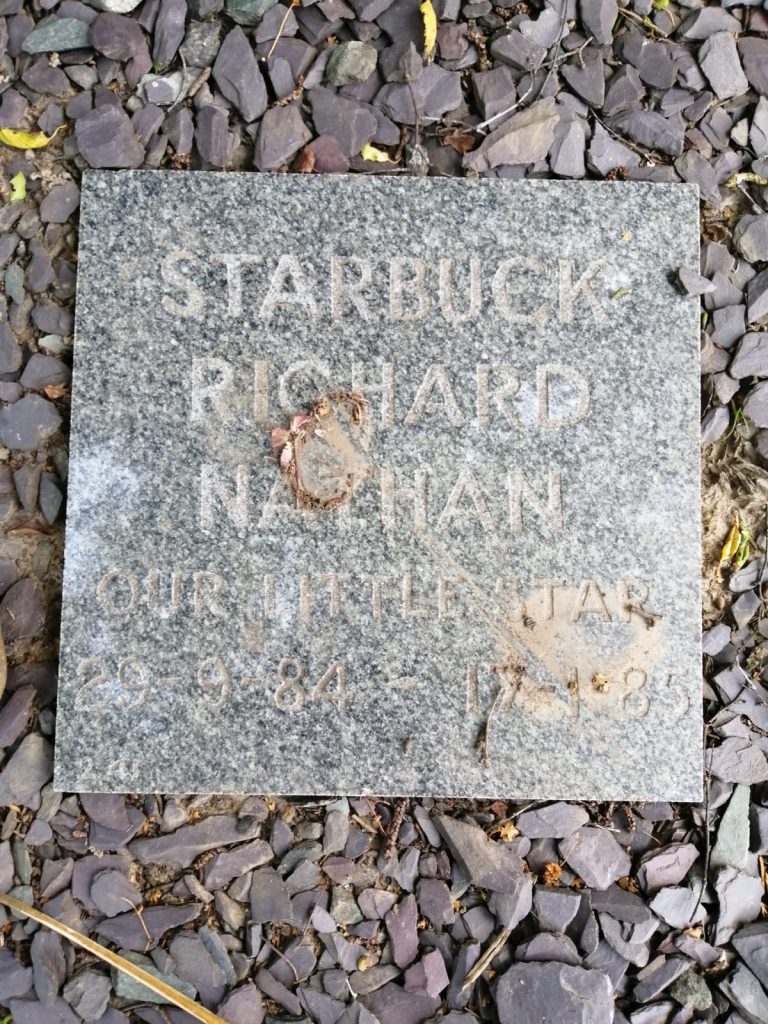 STARBUCK
RICHARD
NATHAN
OUR LITTLE STAR
29-9-84 - 17-1-85